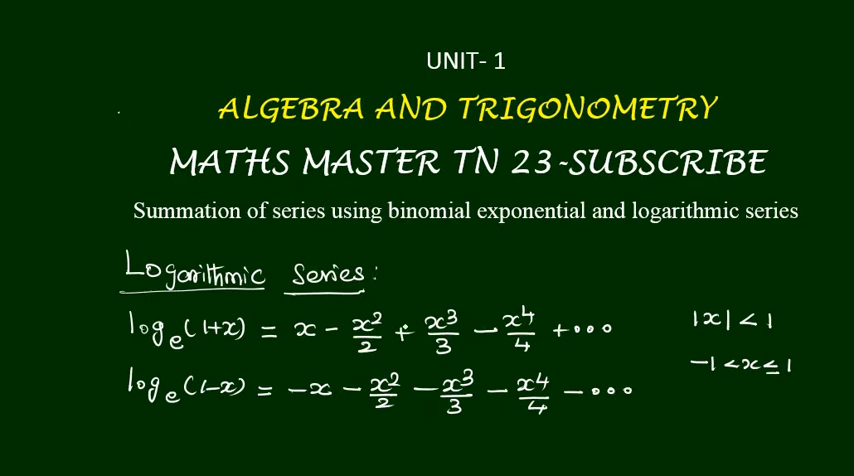 UNIT- 1
ALGEBRA AND TRIGONOMETRY
MATHS MASTER TN 23-SUBSCRIBE
Summation of series using binomial exponential and logarithmic series
Logarithmic Series:
logₑ(1+x) = x - x²/2 + x³/3 - x⁴/4 + ... |x| < 1
-1 < x ≤ 1
logₑ(1-x) = -x - x²/2 - x³/3 - x⁴/4 - ...